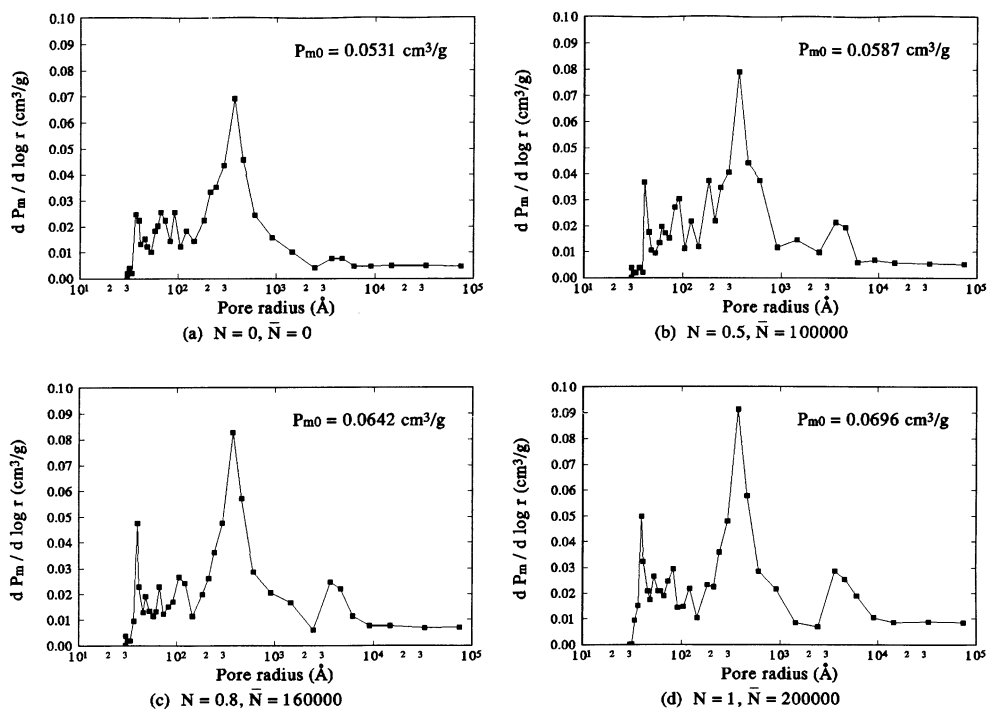 0.10
0.09
0.08
0.07
0.06
0.05
0.04
0.03
0.02
0.01
0.00
d Pm / d log r (cm³/g)
Pm0 = 0.0531 cm³/g
10¹ 2 3 10² 2 3 10³ 2 3 10⁴ 2 3 10⁵
Pore radius (Å)
(a) N = 0, N̄ = 0
0.10
0.09
0.08
0.07
0.06
0.05
0.04
0.03
0.02
0.01
0.00
d Pm / d log r (cm³/g)
Pm0 = 0.0587 cm³/g
10¹ 2 3 10² 2 3 10³ 2 3 10⁴ 2 3 10⁵
Pore radius (Å)
(b) N = 0.5, N̄ = 100000
0.10
0.09
0.08
0.07
0.06
0.05
0.04
0.03
0.02
0.01
0.00
d Pm / d log r (cm³/g)
Pm0 = 0.0642 cm³/g
10¹ 2 3 10² 2 3 10³ 2 3 10⁴ 2 3 10⁵
Pore radius (Å)
(c) N = 0.8, N̄ = 160000
0.10
0.09
0.08
0.07
0.06
0.05
0.04
0.03
0.02
0.01
0.00
d Pm / d log r (cm³/g)
Pm0 = 0.0696 cm³/g
10¹ 2 3 10² 2 3 10³ 2 3 10⁴ 2 3 10⁵
Pore radius (Å)
(d) N = 1, N̄ = 200000